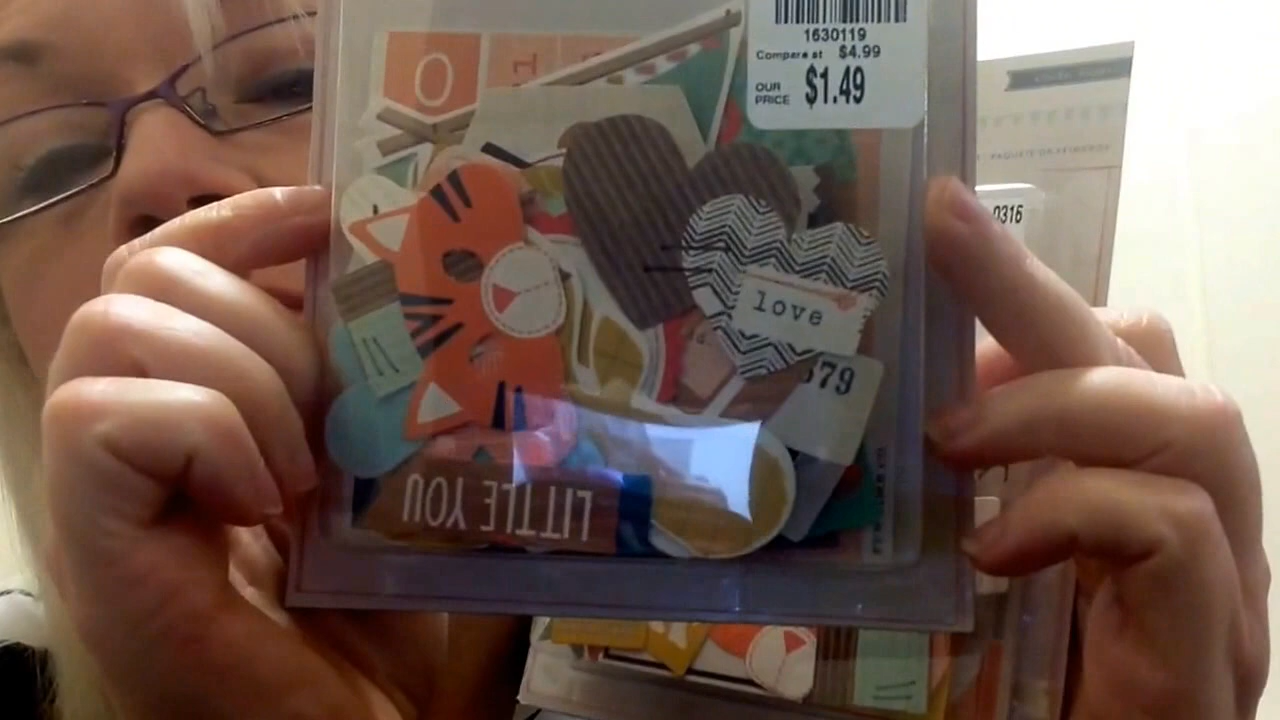 1630119
Compare at $4.99
OUR PRICE $1.49
O
love
579
LITTLE YOU
0316